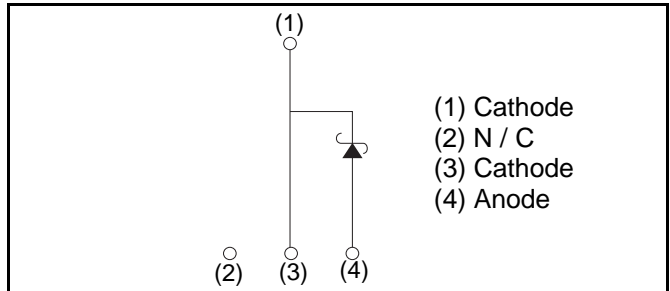 (1)
(1) Cathode
(2) N / C
(3) Cathode
(4) Anode
(2) (3) (4)